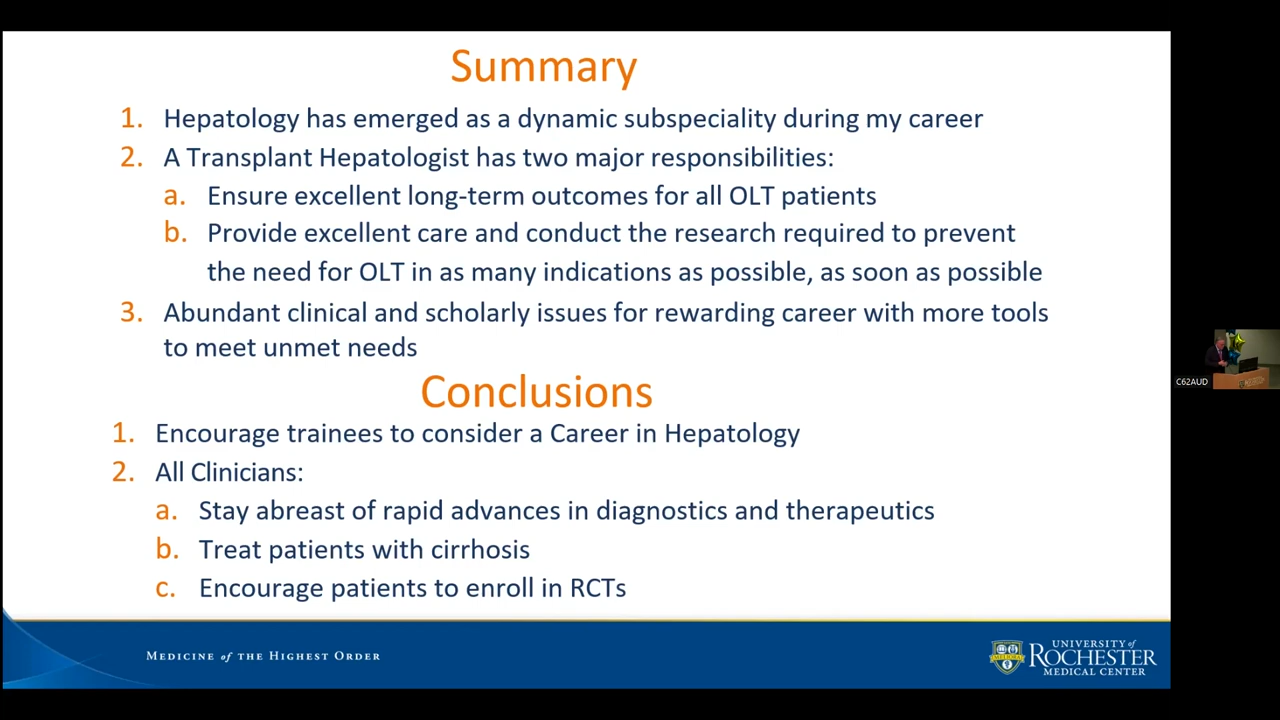 Summary
1. Hepatology has emerged as a dynamic subspeciality during my career
2. A Transplant Hepatologist has two major responsibilities:
a. Ensure excellent long-term outcomes for all OLT patients
b. Provide excellent care and conduct the research required to prevent
the need for OLT in as many indications as possible, as soon as possible
3. Abundant clinical and scholarly issues for rewarding career with more tools
to meet unmet needs
Conclusions
1. Encourage trainees to consider a Career in Hepatology
2. All Clinicians:
a. Stay abreast of rapid advances in diagnostics and therapeutics
b. Treat patients with cirrhosis
c. Encourage patients to enroll in RCTs
MEDICINE of THE HIGHEST ORDER
UNIVERSITY of
ROCHESTER
MEDICAL CENTER
C62AUD